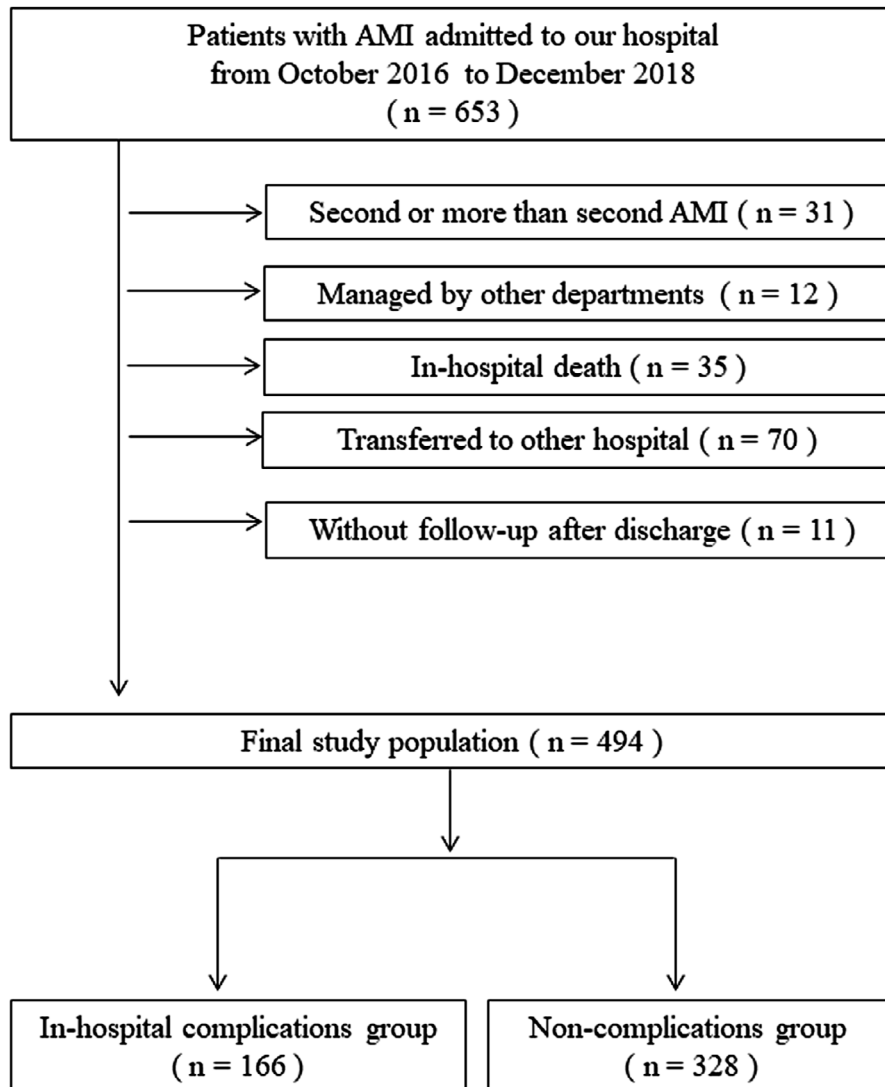 Patients with AMI admitted to our hospital
from October 2016 to December 2018
( n = 653 )
Second or more than second AMI ( n = 31 )
Managed by other departments ( n = 12 )
In-hospital death ( n = 35 )
Transferred to other hospital ( n = 70 )
Without follow-up after discharge ( n = 11 )
Final study population ( n = 494 )
In-hospital complications group
( n = 166 )
Non-complications group
( n = 328 )